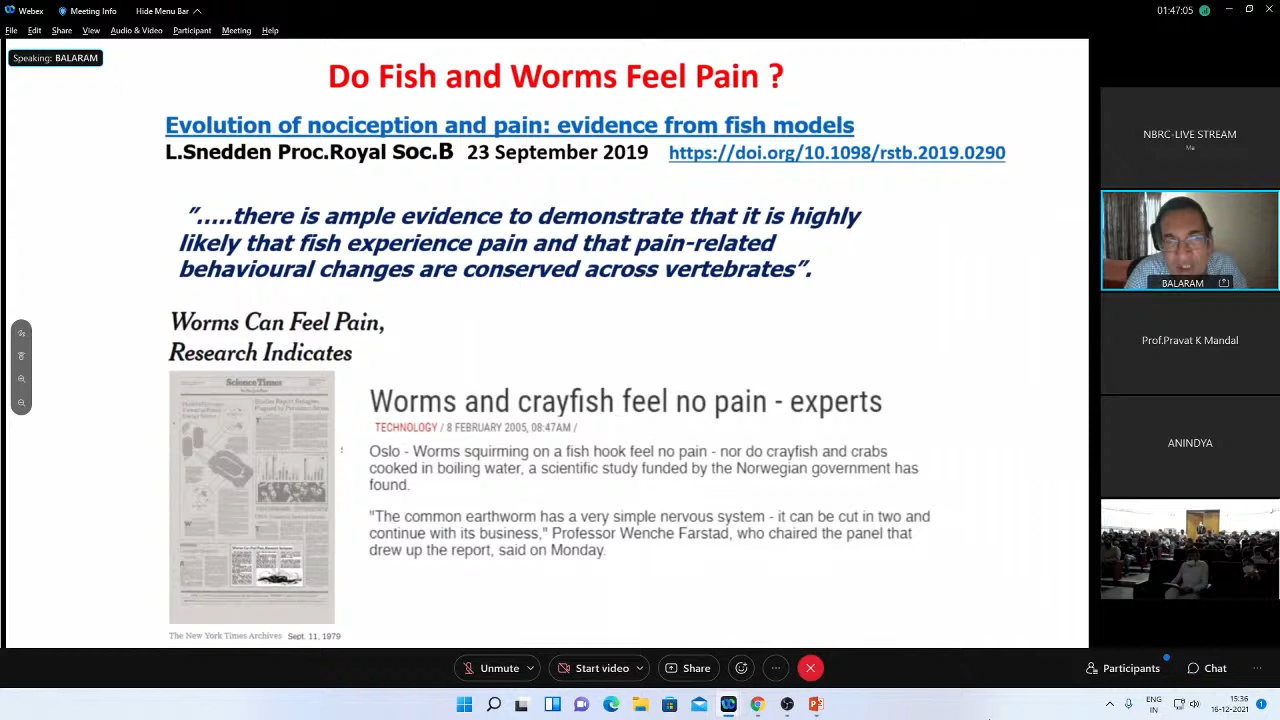 Webex
Meeting Info
Hide Menu Bar
01:47:05
File Edit Share View Audio & Video Participant Meeting Help
Speaking: BALARAM
Do Fish and Worms Feel Pain ?
Evolution of nociception and pain: evidence from fish models
L.Snedden Proc.Royal Soc.B 23 September 2019 https://doi.org/10.1098/rstb.2019.0290
”.....there is ample evidence to demonstrate that it is highly
likely that fish experience pain and that pain-related
behavioural changes are conserved across vertebrates”.
Worms Can Feel Pain,
Research Indicates
Science Times
Worms and crayfish feel no pain - experts
TECHNOLOGY / 8 FEBRUARY 2005, 08:47AM /
Oslo - Worms squirming on a fish hook feel no pain - nor do crayfish and crabs
cooked in boiling water, a scientific study funded by the Norwegian government has
found.
"The common earthworm has a very simple nervous system - it can be cut in two and
continue with its business," Professor Wenche Farstad, who chaired the panel that
drew up the report, said on Monday.
The New York Times Archives Sept. 11, 1979
NBRC-LIVE STREAM
Me
BALARAM
Prof.Pravat K Mandal
ANINDYA
Unmute
Start video
Share
Participants
Chat
ENG
IN
15:36
16-12-2021